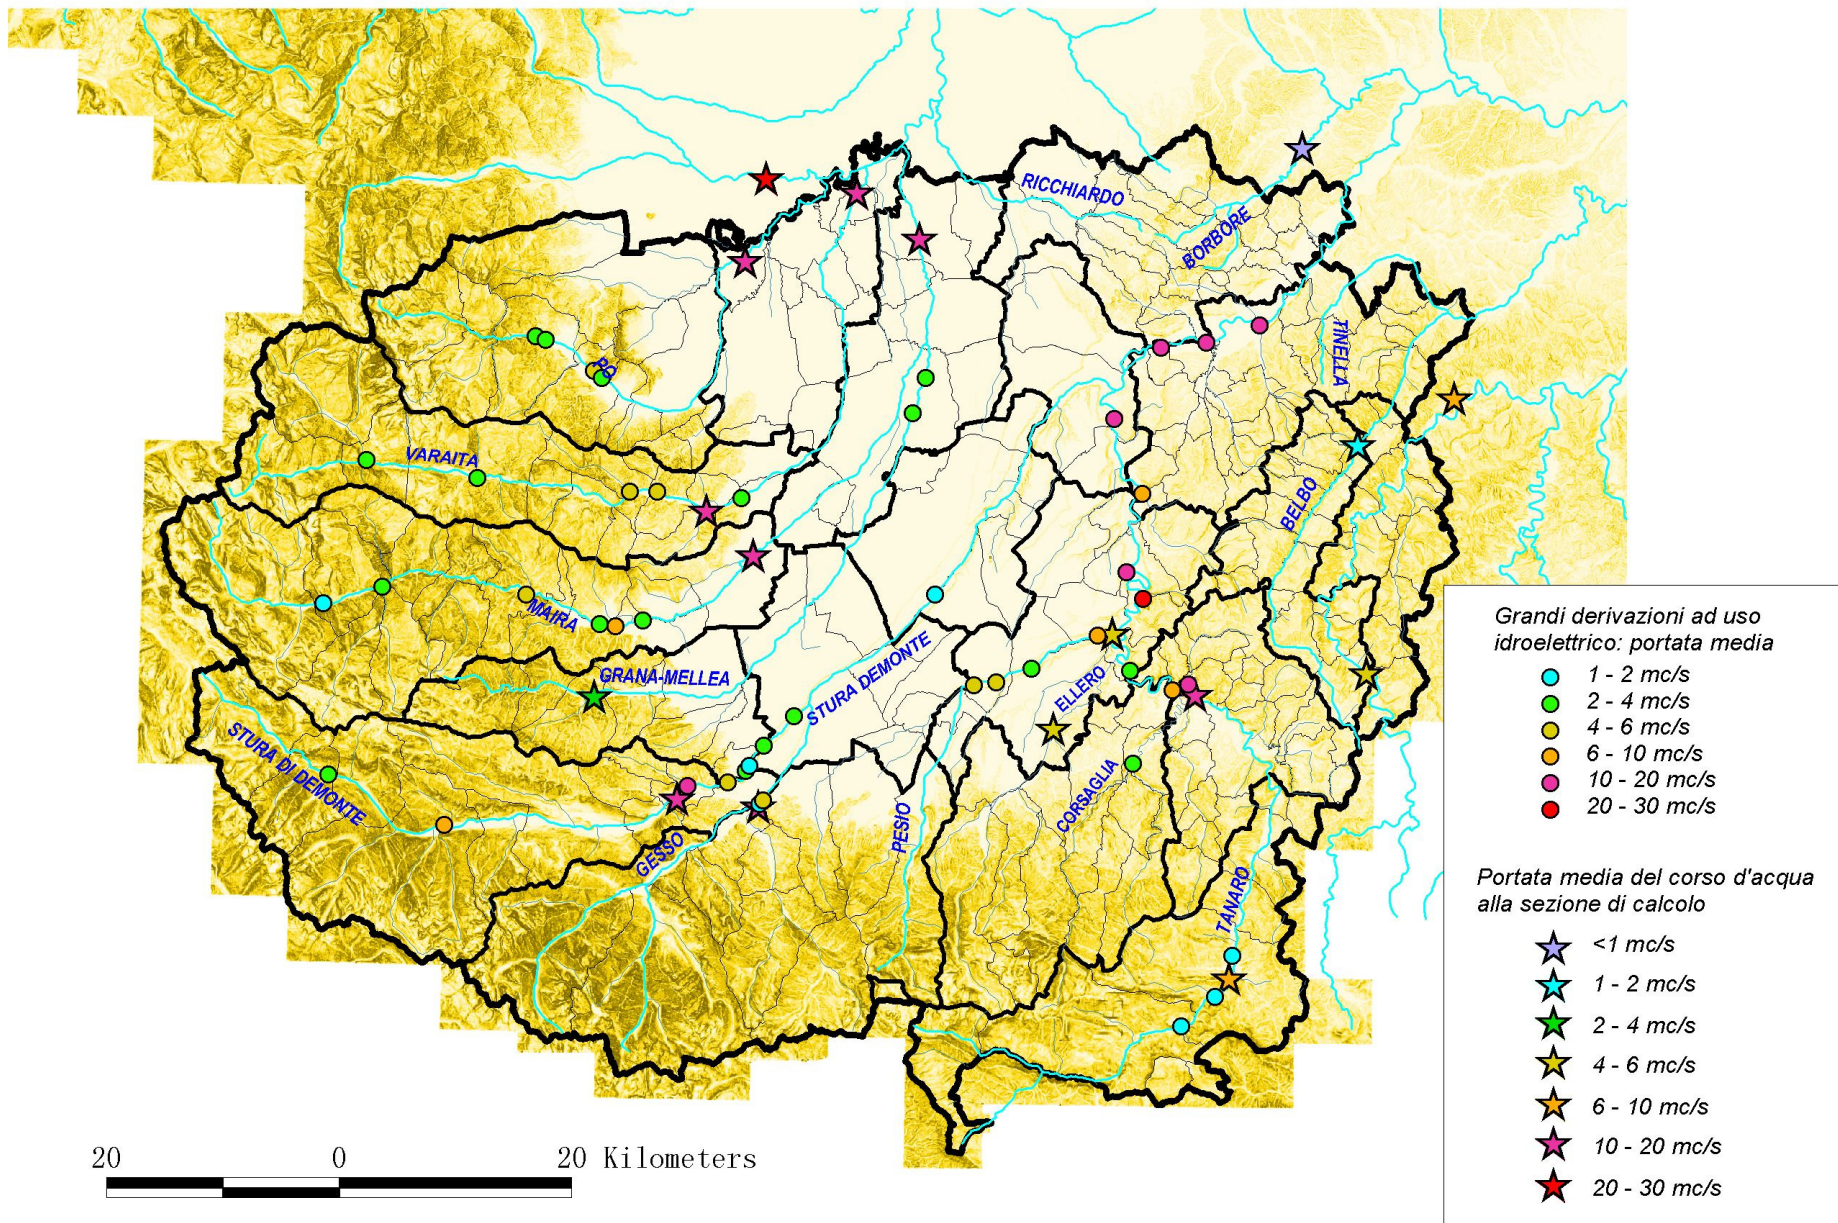 RICCHIARDO
BORBORE
TINELLA
PO
VARAITA
BELBO
MAIRA
GRANA-MELLEA
STURA DEMONTE
ELLERO
STURA DI DEMONTE
CORSAGLIA
GESSO
PESIO
TANARO
Grandi derivazioni ad uso
idroelettrico: portata media
1 - 2 mc/s
2 - 4 mc/s
4 - 6 mc/s
6 - 10 mc/s
10 - 20 mc/s
20 - 30 mc/s
Portata media del corso d'acqua
alla sezione di calcolo
<1 mc/s
1 - 2 mc/s
2 - 4 mc/s
4 - 6 mc/s
6 - 10 mc/s
10 - 20 mc/s
20 - 30 mc/s
20 0 20 Kilometers